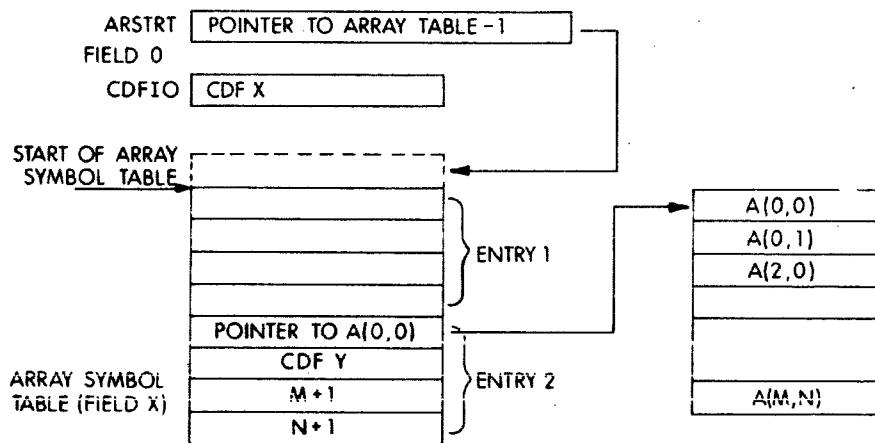 ARSTRT POINTER TO ARRAY TABLE-1
FIELD 0
CDFIO CDF X
START OF ARRAY
SYMBOL TABLE
ENTRY 1
POINTER TO A(0,0)
CDF Y
ENTRY 2
M+1
N+1
ARRAY SYMBOL
TABLE (FIELD X)
A(0,0)
A(0,1)
A(2,0)
A(M,N)